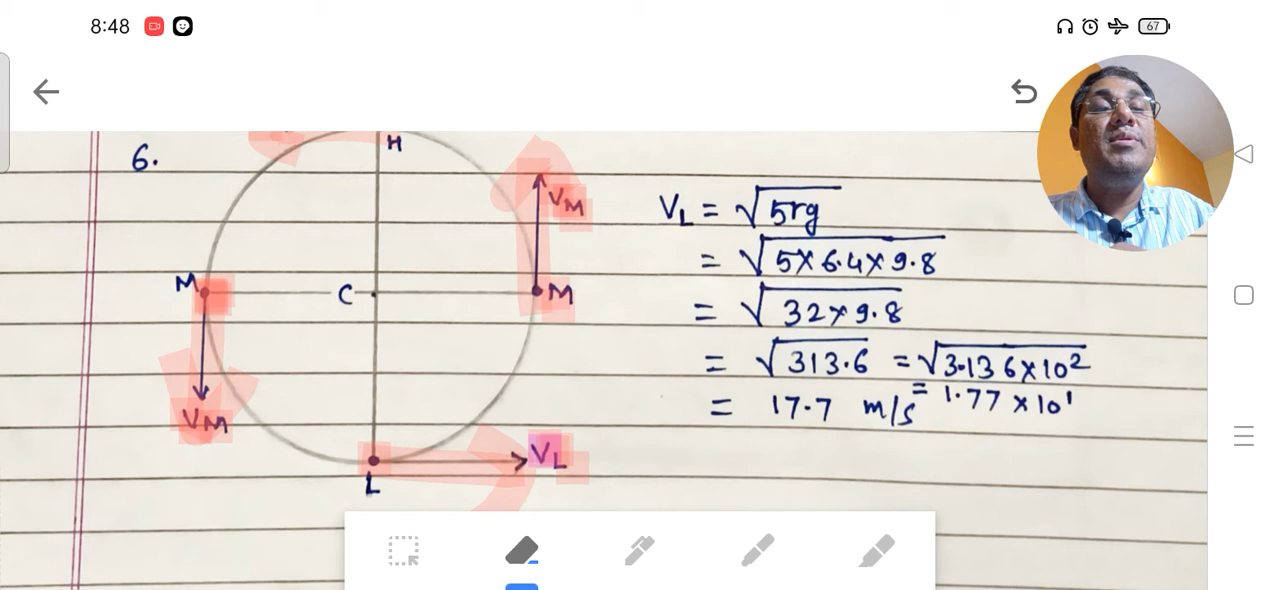 8:48
67
6.
H
VM
M
C
M
VM
VL
L
VL = √5rg
= √5×6.4×9.8
= √32×9.8
= √313.6 = √3.136×10²
= 17.7 m/s = 1.77 ×10¹